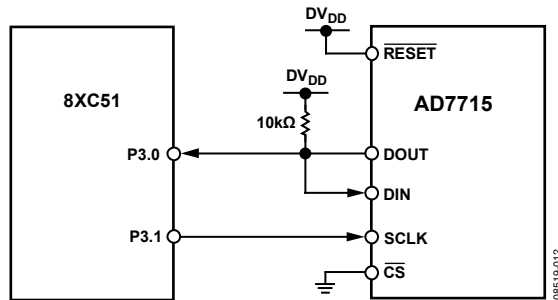 DVDD
RESET
DVDD
8XC51
AD7715
10kΩ
P3.0
DOUT
DIN
P3.1
SCLK
CS
08519-012